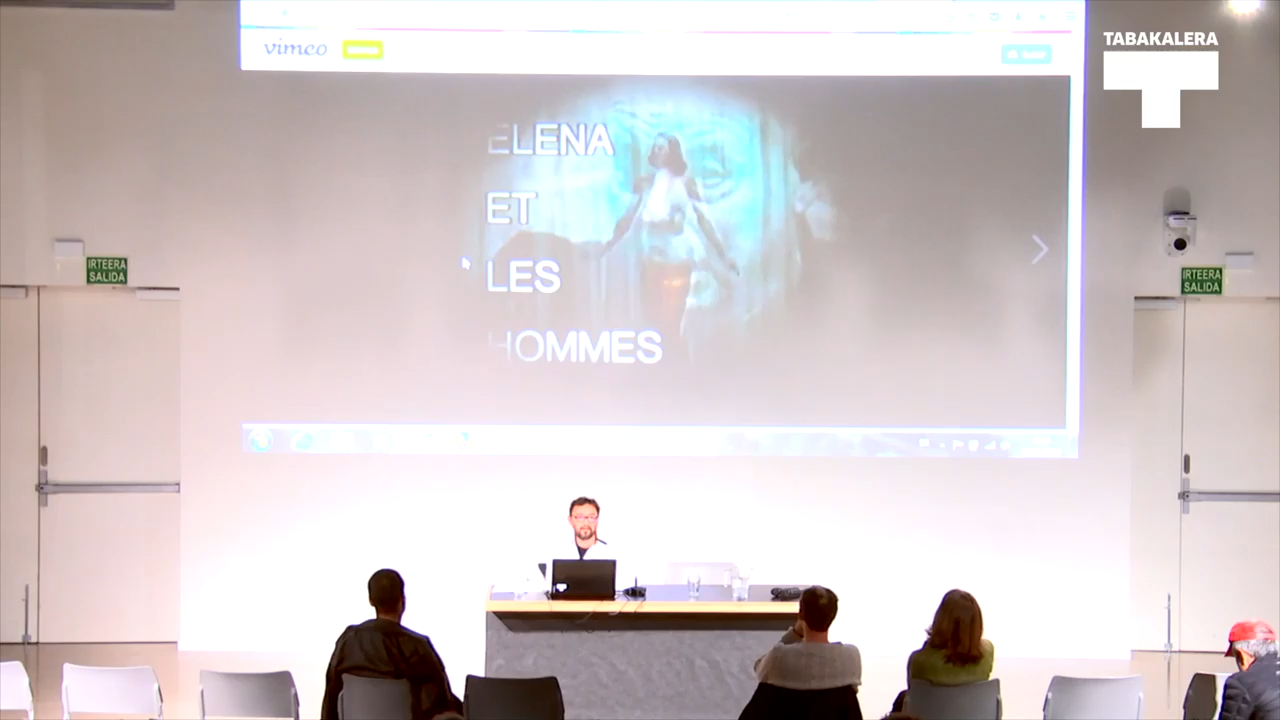 vimeo
TABAKALERA
T
ELENA
ET
LES
HOMMES
IRTEERA
SALIDA
IRTEERA
SALIDA